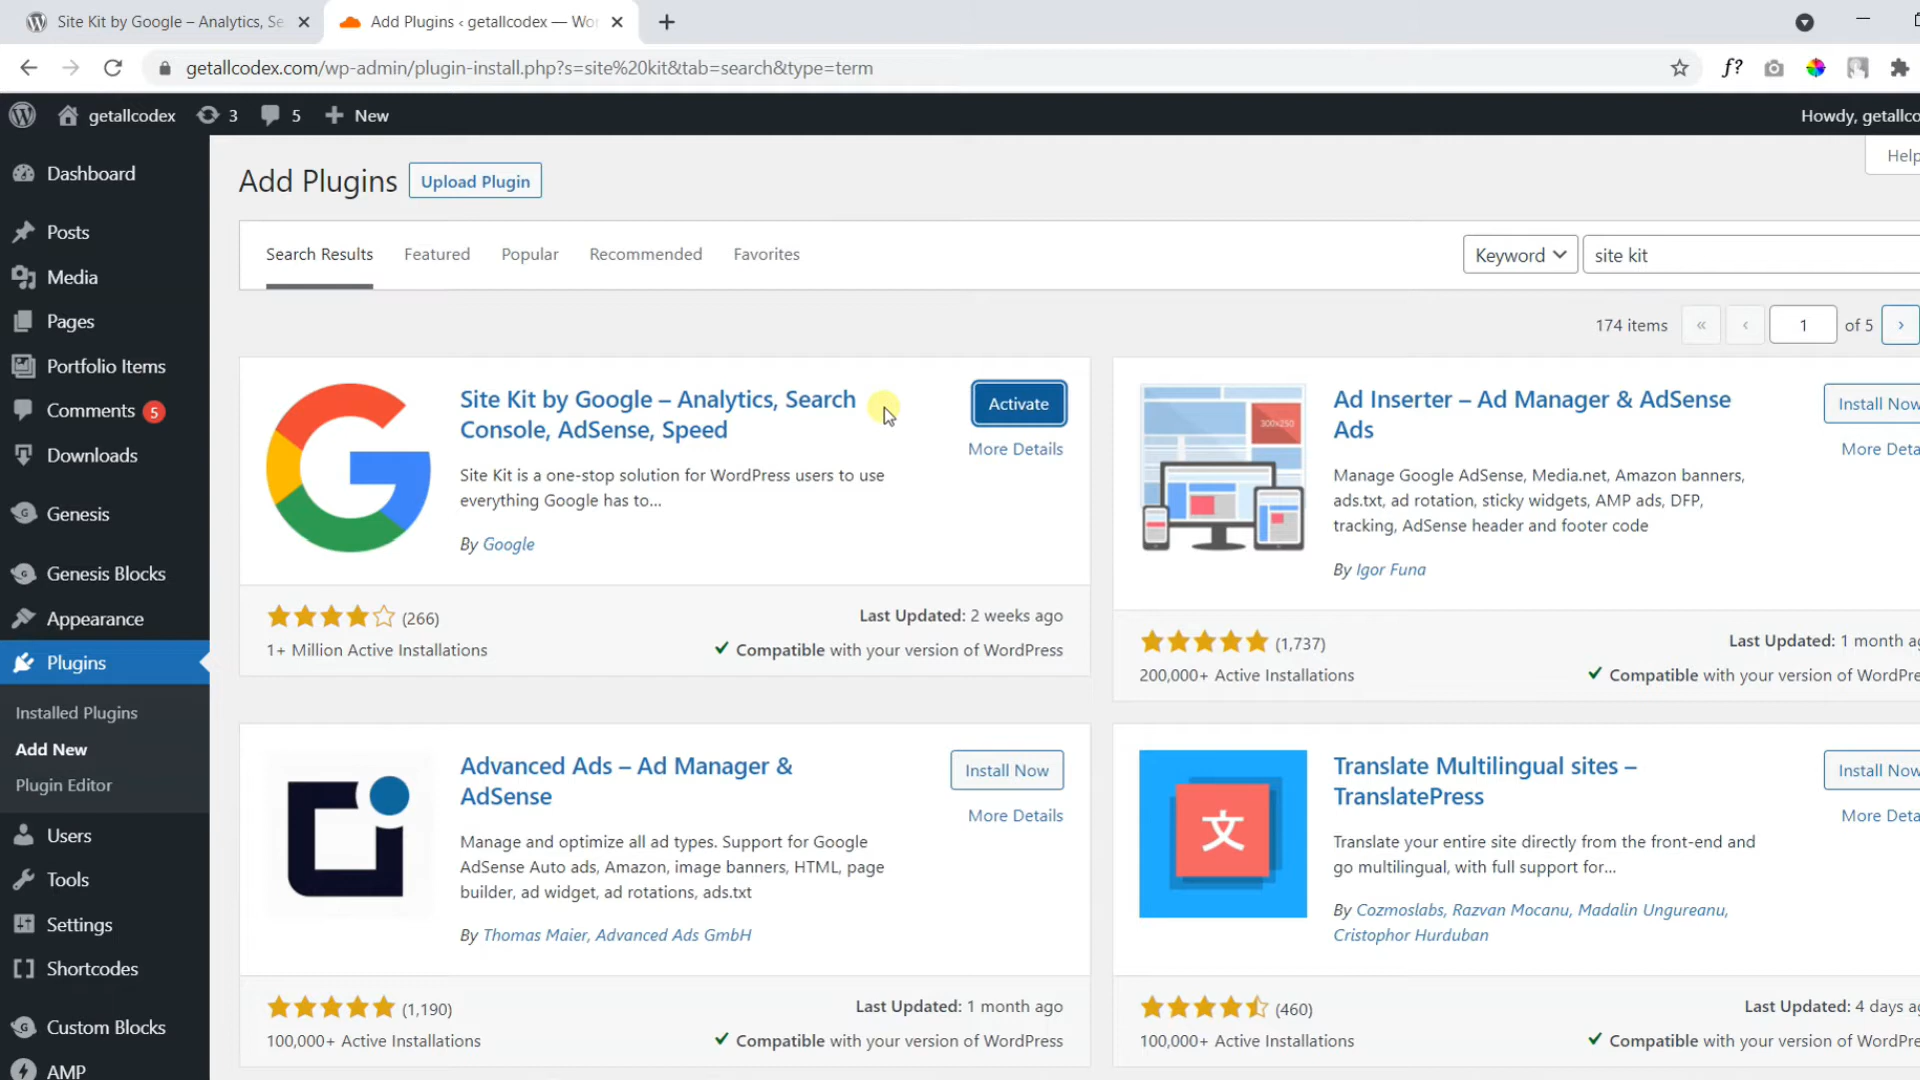 Site Kit by Google – Analytics, Se
Add Plugins ‹ getallcodex — Wo
getallcodex.com/wp-admin/plugin-install.php?s=site%20kit&tab=search&type=term
f?
getallcodex 3 5 New
Howdy, getallco
Dashboard
Posts
Media
Pages
Portfolio Items
Comments 5
Downloads
Genesis
Genesis Blocks
Appearance
Plugins
Installed Plugins
Add New
Plugin Editor
Users
Tools
Settings
Shortcodes
Custom Blocks
AMP
Help
Add Plugins Upload Plugin
Search Results Featured Popular Recommended Favorites
Keyword site kit
174 items « ‹ 1 of 5 ›
Site Kit by Google – Analytics, Search
Console, AdSense, Speed
Activate
More Details
Site Kit is a one-stop solution for WordPress users to use
everything Google has to...
By Google
(266)
Last Updated: 2 weeks ago
1+ Million Active Installations
Compatible with your version of WordPress
300x250
Ad Inserter – Ad Manager & AdSense
Ads
Install Now
More Deta
Manage Google AdSense, Media.net, Amazon banners,
ads.txt, ad rotation, sticky widgets, AMP ads, DFP,
tracking, AdSense header and footer code
By Igor Funa
(1,737)
Last Updated: 1 month ag
200,000+ Active Installations
Compatible with your version of WordPre
Advanced Ads – Ad Manager &
AdSense
Install Now
More Details
Manage and optimize all ad types. Support for Google
AdSense Auto ads, Amazon, image banners, HTML, page
builder, ad widget, ad rotations, ads.txt
By Thomas Maier, Advanced Ads GmbH
(1,190)
Last Updated: 1 month ago
100,000+ Active Installations
Compatible with your version of WordPress
文
Translate Multilingual sites –
TranslatePress
Install Now
More Deta
Translate your entire site directly from the front-end and
go multilingual, with full support for...
By Cozmoslabs, Razvan Mocanu, Madalin Ungureanu,
Cristophor Hurduban
(460)
Last Updated: 4 days ag
100,000+ Active Installations
Compatible with your version of WordPre